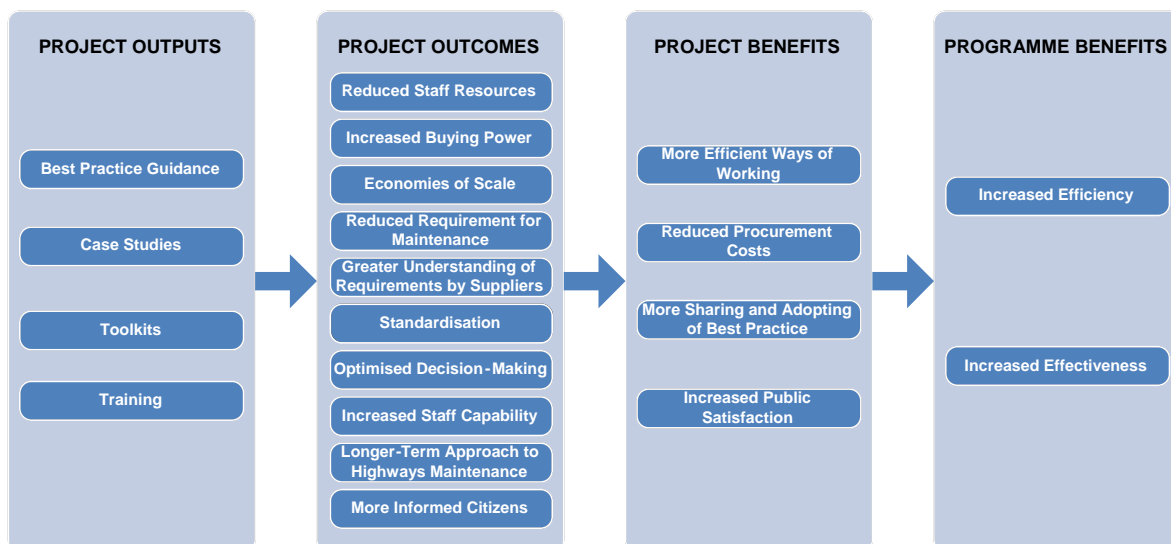 PROJECT OUTPUTS
Best Practice Guidance
Case Studies
Toolkits
Training
PROJECT OUTCOMES
Reduced Staff Resources
Increased Buying Power
Economies of Scale
Reduced Requirement for
Maintenance
Greater Understanding of
Requirements by Suppliers
Standardisation
Optimised Decision-Making
Increased Staff Capability
Longer-Term Approach to
Highways Maintenance
More Informed Citizens
PROJECT BENEFITS
More Efficient Ways of
Working
Reduced Procurement
Costs
More Sharing and Adopting
of Best Practice
Increased Public
Satisfaction
PROGRAMME BENEFITS
Increased Efficiency
Increased Effectiveness